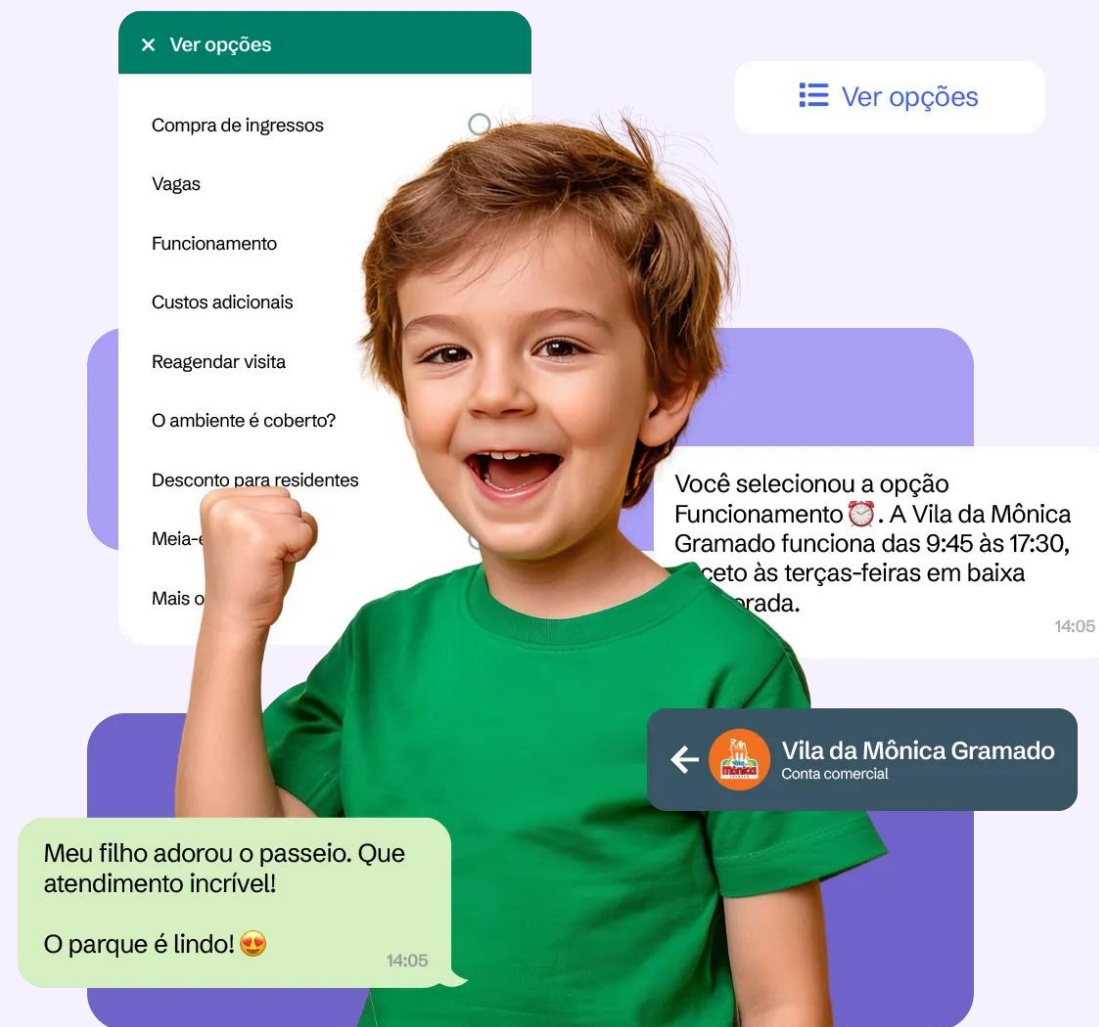 × Ver opções
Ver opções
Compra de ingressos
Vagas
Funcionamento
Custos adicionais
Reagendar visita
O ambiente é coberto?
Desconto para residentes
Mais
Você selecionou a opção
Funcionamento⏰. A Vila da Mônica
Gramado funciona das 9:45 às 17:30,
às terças-feiras em baixa
14:05
Vila da Mônica Gramado
Conta comercial
Meu filho adorou o passeio. Que
atendimento incrível!
O parque é lindo!😍
14:05